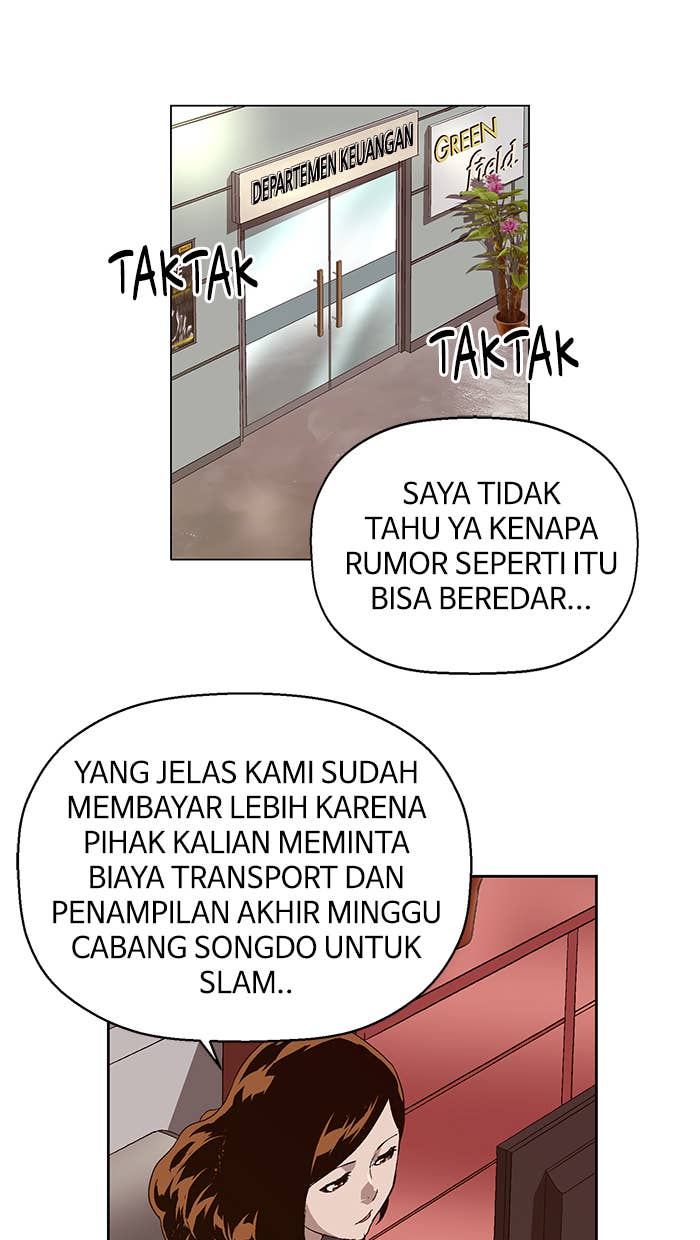 DEPARTEMEN KEUANGAN
GREEN
field.
TAKTAK
TAKTAK
SAYA TIDAK
TAHU YA KENAPA
RUMOR SEPERTI ITU
BISA BEREDAR...
YANG JELAS KAMI SUDAH
MEMBAYAR LEBIH KARENA
PIHAK KALIAN MEMINTA
BIAYA TRANSPORT DAN
PENAMPILAN AKHIR MINGGU
CABANG SONGDO UNTUK
SLAM..